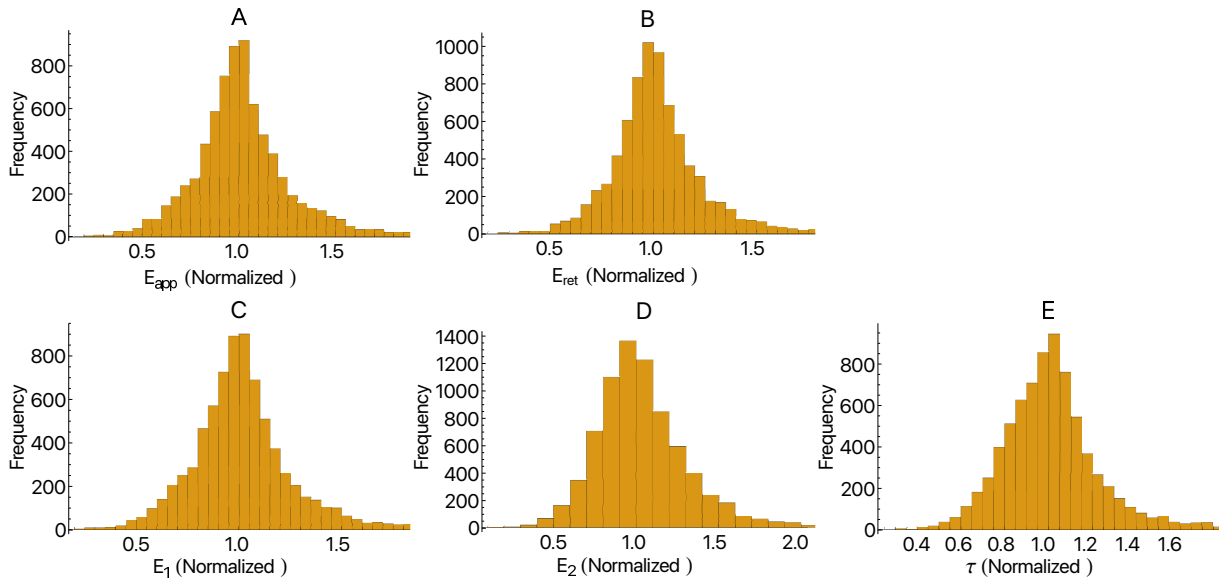 A
Frequency
800
600
400
200
0
0.5 1.0 1.5
E_app (Normalized )
B
Frequency
1000
800
600
400
200
0
0.5 1.0 1.5
E_ret (Normalized )
C
Frequency
800
600
400
200
0
0.5 1.0 1.5
E_1 (Normalized )
D
Frequency
1400
1200
1000
800
600
400
200
0
0.5 1.0 1.5 2.0
E_2 (Normalized )
E
Frequency
800
600
400
200
0
0.4 0.6 0.8 1.0 1.2 1.4 1.6
τ (Normalized )